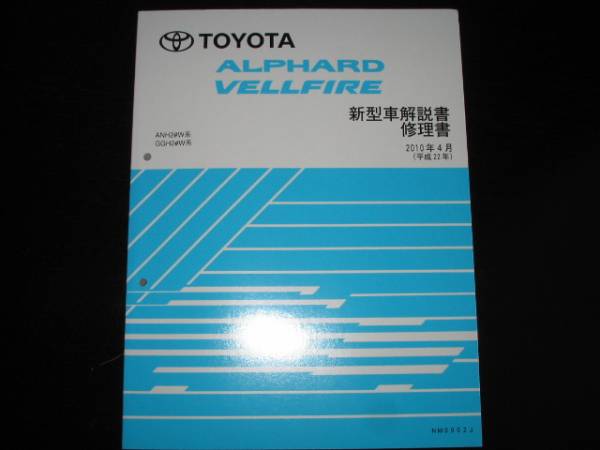 TOYOTA
ALPHARD
VELLFIRE
新型車解説書
修理書
2010年4月
(平成22年)
ANH2#W系
GGH2#W系
NM0902J